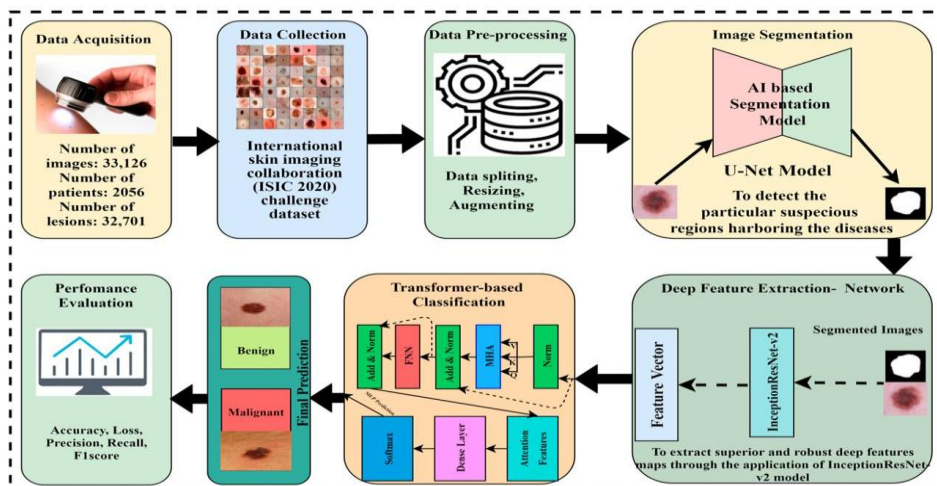 Data Acquisition
Number of
images: 33,126
Number of
patients: 2056
Number of
lesions: 32,701
Data Collection
International
skin imaging
collaboration
(ISIC 2020)
challenge
dataset
Data Pre-processing
Data spliting,
Resizing,
Augmenting
Image Segmentation
AI based
Segmentation
Model
U-Net Model
To detect the
particular suspecious
regions harboring the diseases
Deep Feature Extraction- Network
Segmented Images
InceptionResNet-v2
Feature Vector
To extract superior and robust deep features
maps through the application of InceptionResNet-
v2 model
Transformer-based
Classification
Add & Norm
FNN
Add & Norm
MHA
Norm
MLP Prediction
Softmax
Dense Layer
Attention
Features
Final Prediction
Benign
Malignant
Perfomance
Evaluation
Accuracy, Loss,
Precision, Recall,
F1score